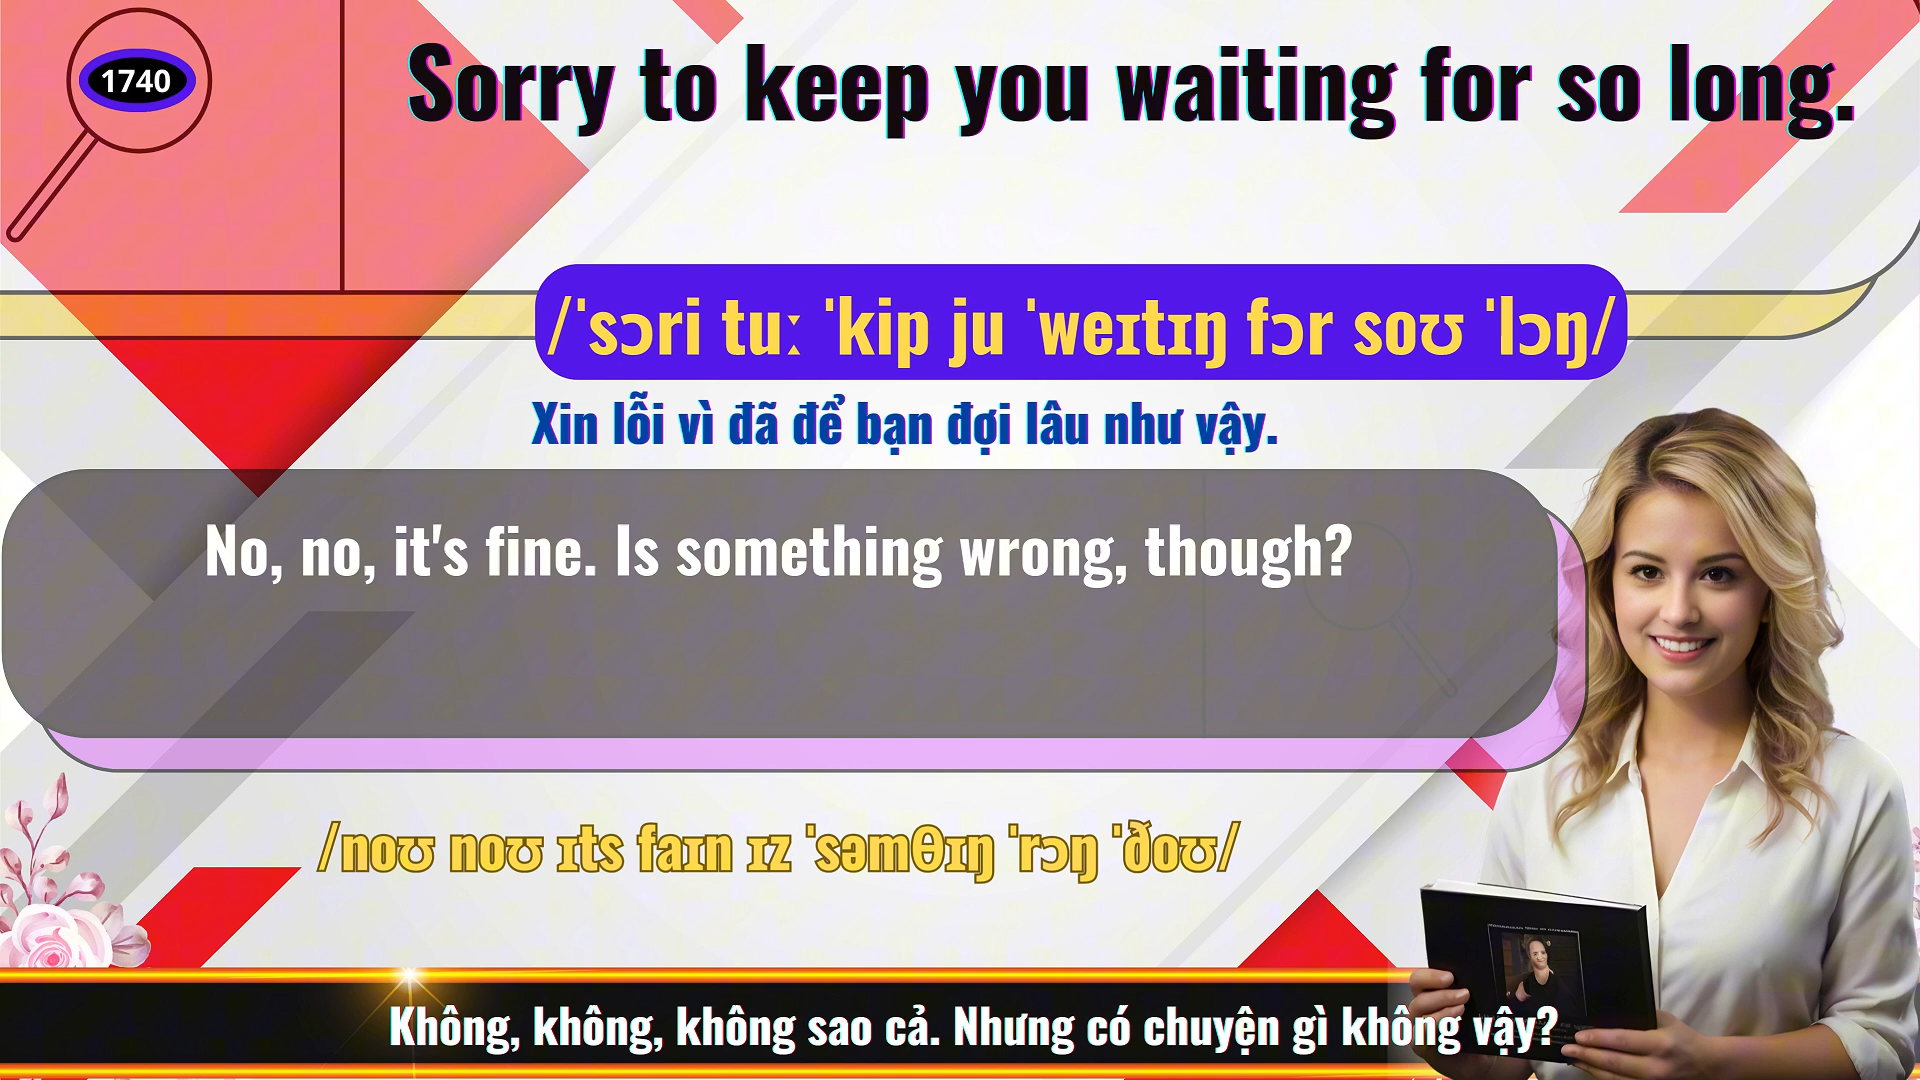 1740
Sorry to keep you waiting for so long.
/ˈsɔri tuː ˈkip ju ˈweɪtɪŋ fɔr soʊ ˈlɔŋ/
Xin lỗi vì đã để bạn đợi lâu như vậy.
No, no, it's fine. Is something wrong, though?
/noʊ noʊ ɪts faɪn ɪz ˈsəmθɪŋ ˈrɔŋ ˈðoʊ/
Không, không, không sao cả. Nhưng có chuyện gì không vậy?